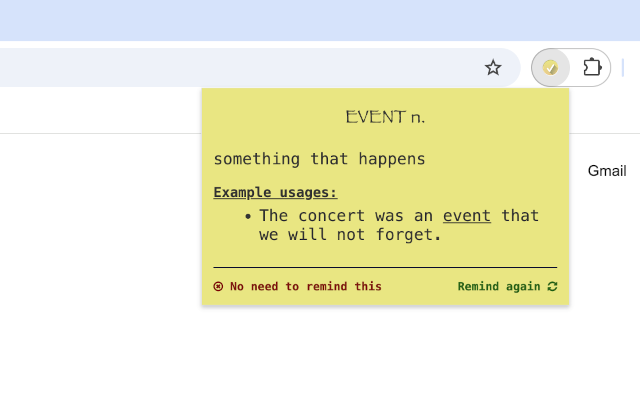 EVENT n.
something that happens
Gmail
Example usages:
• The concert was an event that
we will not forget.
No need to remind this
Remind again